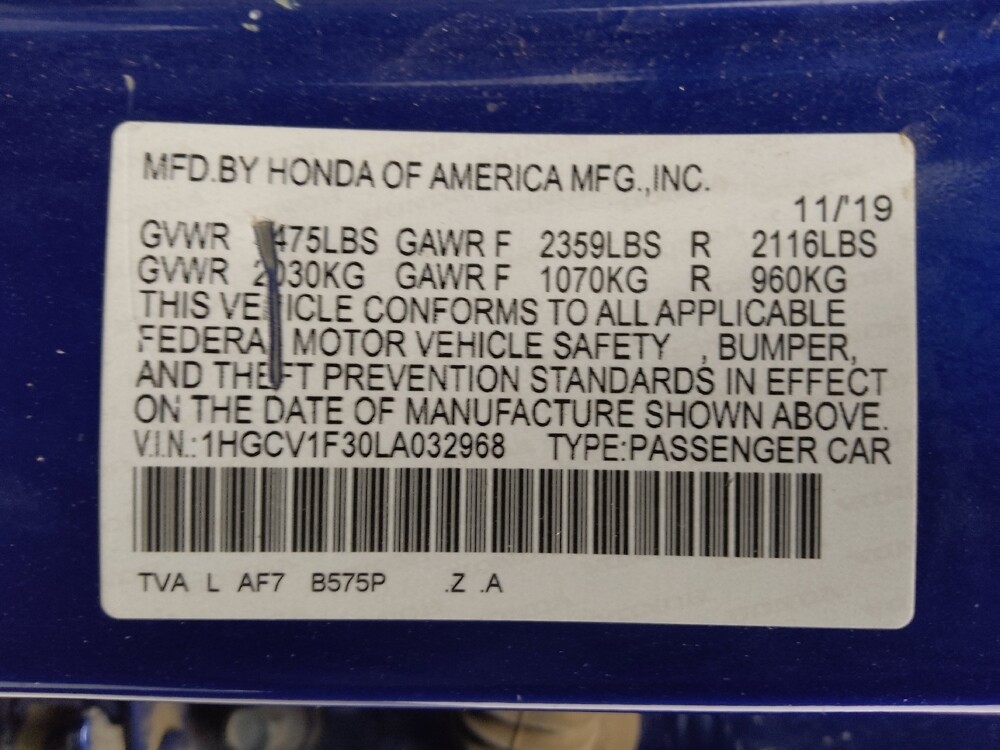 MFD.BY HONDA OF AMERICA MFG.,INC.
11/'19
GVWR 475LBS GAWR F 2359LBS R 2116LBS
GVWR 2030KG GAWR F 1070KG R 960KG
THIS VEHICLE CONFORMS TO ALL APPLICABLE
FEDERAL MOTOR VEHICLE SAFETY , BUMPER,
AND THEFT PREVENTION STANDARDS IN EFFECT
ON THE DATE OF MANUFACTURE SHOWN ABOVE.
V.I.N.: 1HGCV1F30LA032968 TYPE:PASSENGER CAR
TVA L AF7 B575P .Z .A